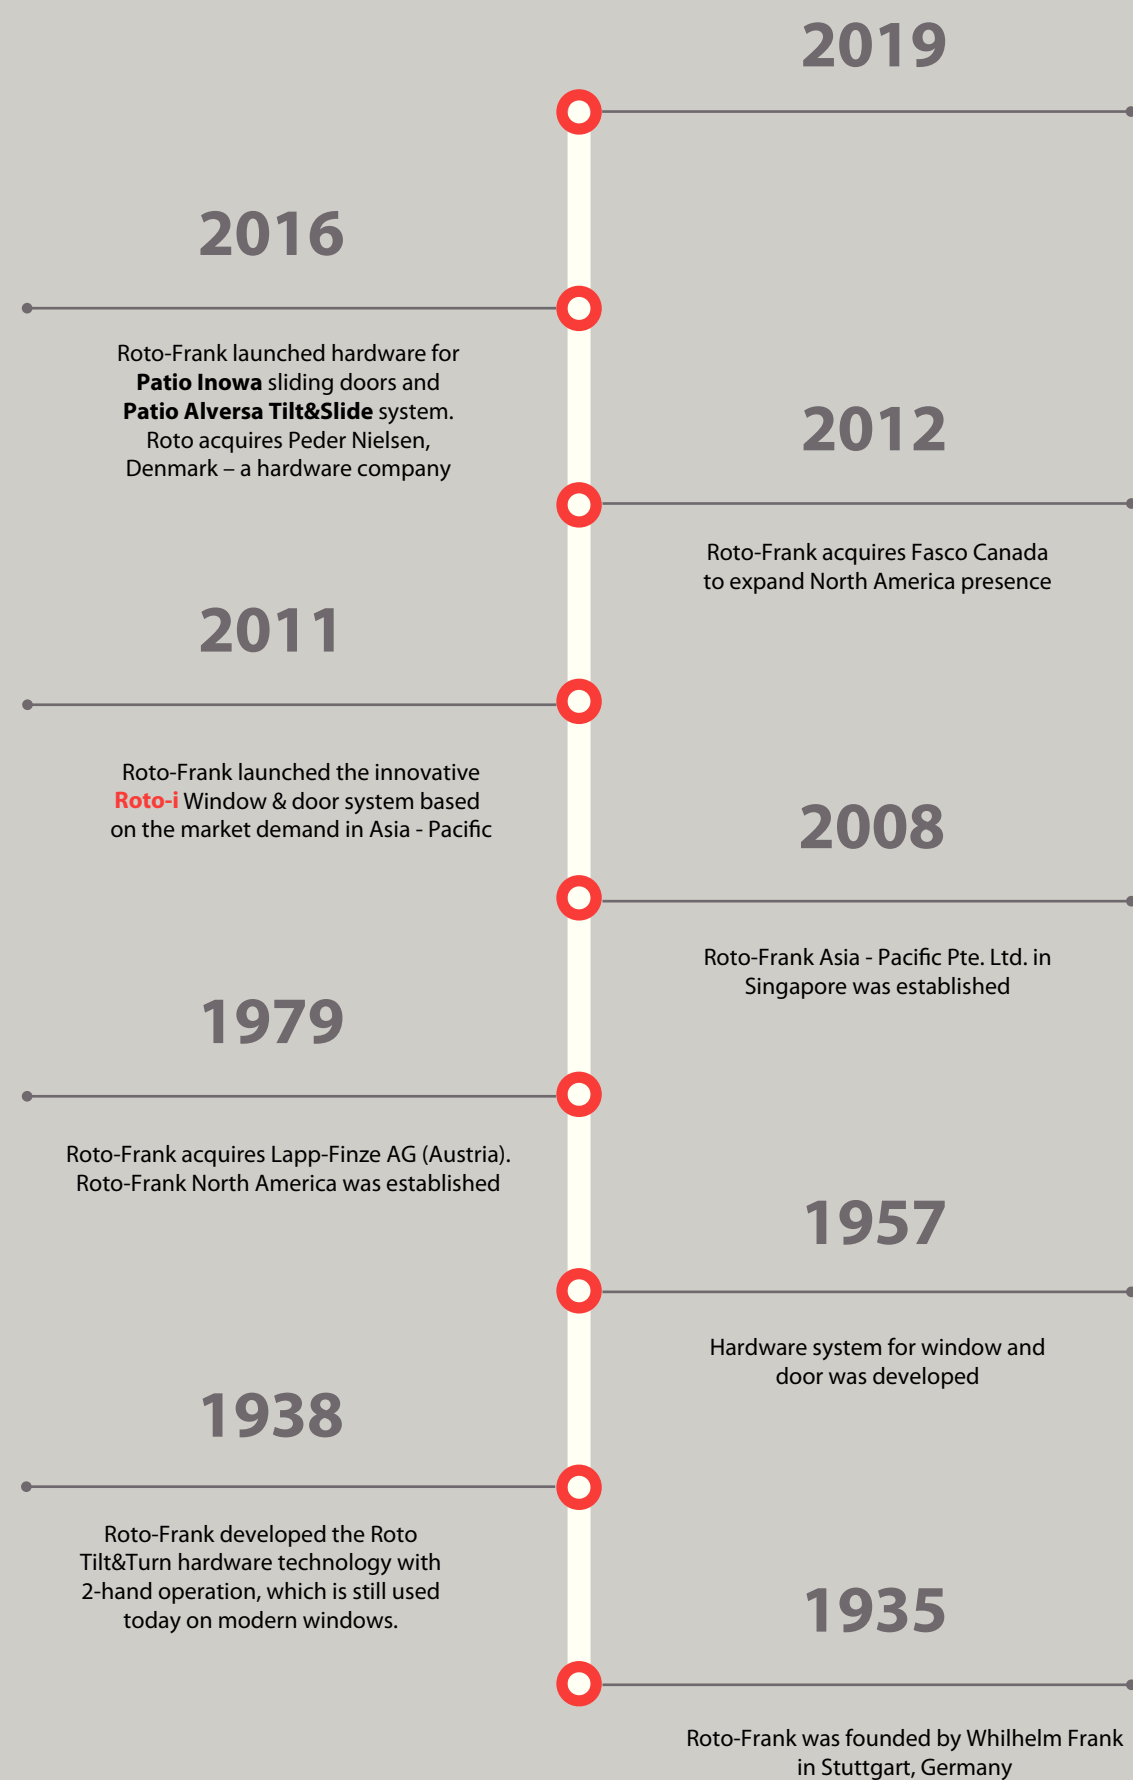 2019
2016
Roto-Frank launched hardware for
Patio Inowa sliding doors and
Patio Alversa Tilt&Slide system.
Roto acquires Peder Nielsen,
Denmark – a hardware company
2012
Roto-Frank acquires Fasco Canada
to expand North America presence
2011
Roto-Frank launched the innovative
Roto-i Window & door system based
on the market demand in Asia - Pacific
2008
Roto-Frank Asia - Pacific Pte. Ltd. in
Singapore was established
1979
Roto-Frank acquires Lapp-Finze AG (Austria).
Roto-Frank North America was established
1957
Hardware system for window and
door was developed
1938
Roto-Frank developed the Roto
Tilt&Turn hardware technology with
2-hand operation, which is still used
today on modern windows.
1935
Roto-Frank was founded by Whilhelm Frank
in Stuttgart, Germany